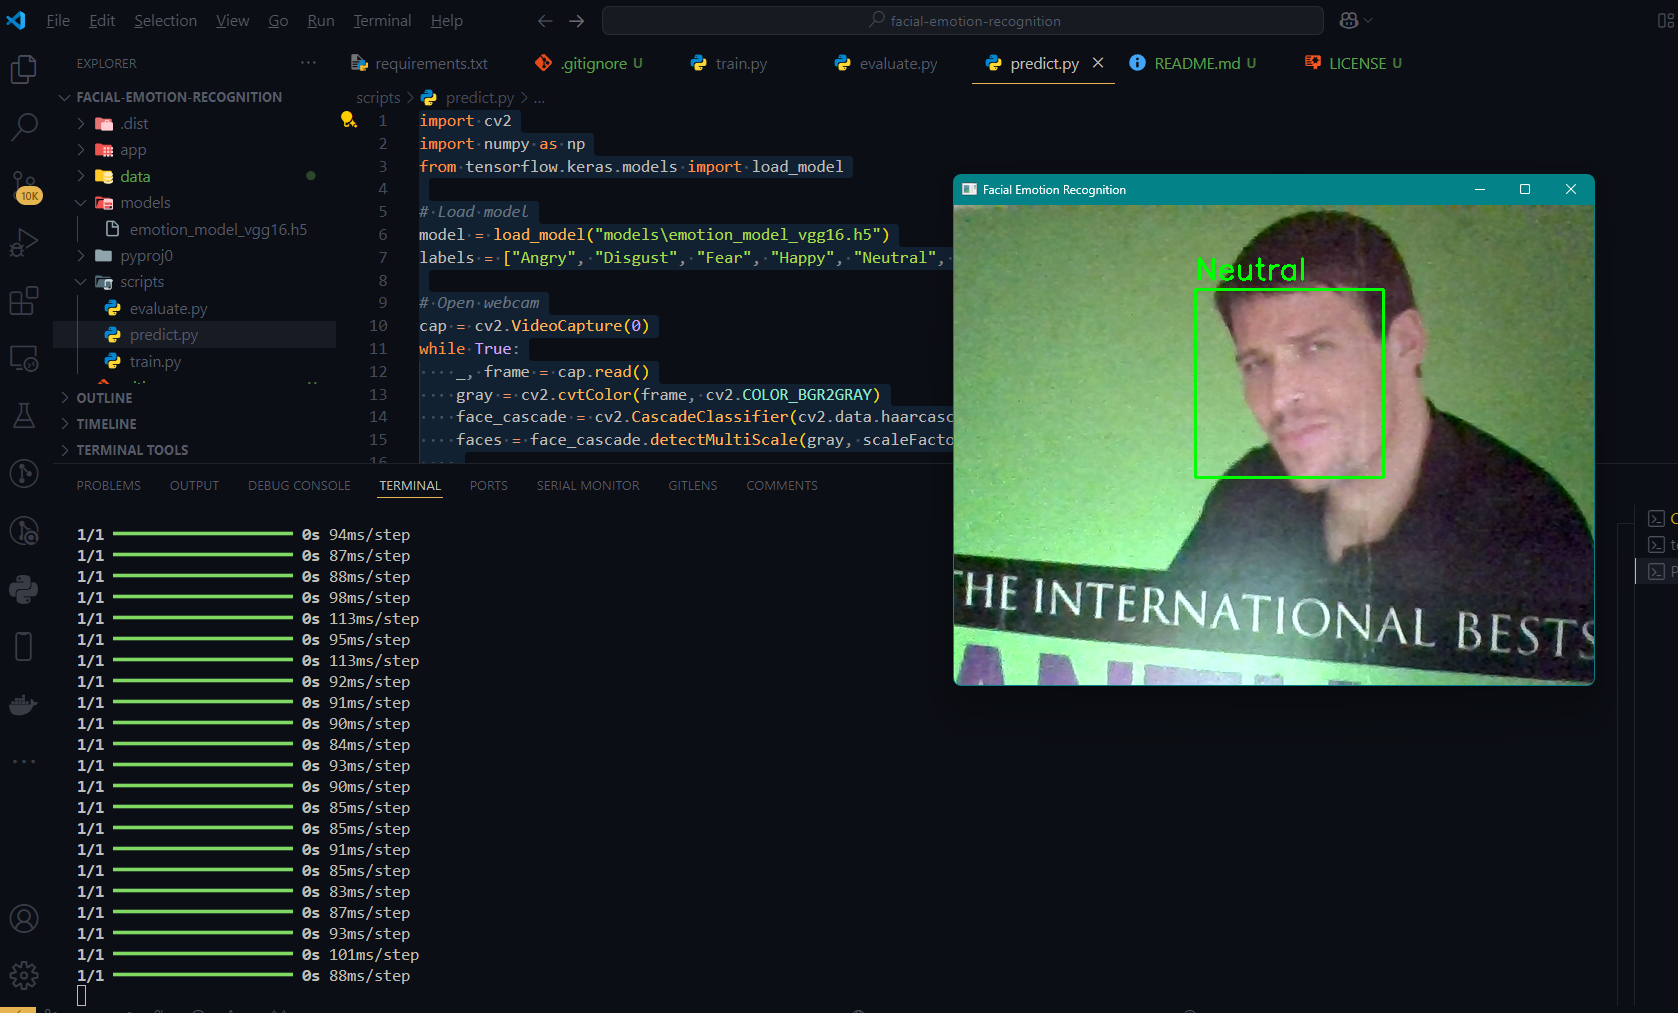 File Edit Selection View Go Run Terminal Help
facial-emotion-recognition
EXPLORER
requirements.txt
.gitignore U
train.py
evaluate.py
predict.py
README.md U
LICENSE U
FACIAL-EMOTION-RECOGNITION
.dist
app
data
models
emotion_model_vgg16.h5
pyproj0
scripts
evaluate.py
predict.py
train.py
OUTLINE
TIMELINE
TERMINAL TOOLS
10K
scripts > predict.py > ...
1 import cv2
2 import numpy as np
3 from tensorflow.keras.models import load_model
4
5 # Load model
6 model = load_model("models\emotion_model_vgg16.h5")
7 labels = ["Angry", "Disgust", "Fear", "Happy", "Neutral",
8
9 # Open webcam
10 cap = cv2.VideoCapture(0)
11 while True:
12 _, frame = cap.read()
13 gray = cv2.cvtColor(frame, cv2.COLOR_BGR2GRAY)
14 face_cascade = cv2.CascadeClassifier(cv2.data.haarcasc
15 faces = face_cascade.detectMultiScale(gray, scaleFacto
16
Facial Emotion Recognition
Neutral
THE INTERNATIONAL BESTS
PROBLEMS OUTPUT DEBUG CONSOLE TERMINAL PORTS SERIAL MONITOR GITLENS COMMENTS
1/1 0s 94ms/step
1/1 0s 87ms/step
1/1 0s 88ms/step
1/1 0s 98ms/step
1/1 0s 113ms/step
1/1 0s 95ms/step
1/1 0s 113ms/step
1/1 0s 92ms/step
1/1 0s 91ms/step
1/1 0s 90ms/step
1/1 0s 84ms/step
1/1 0s 93ms/step
1/1 0s 90ms/step
1/1 0s 85ms/step
1/1 0s 85ms/step
1/1 0s 91ms/step
1/1 0s 85ms/step
1/1 0s 83ms/step
1/1 0s 87ms/step
1/1 0s 93ms/step
1/1 0s 101ms/step
1/1 0s 88ms/step